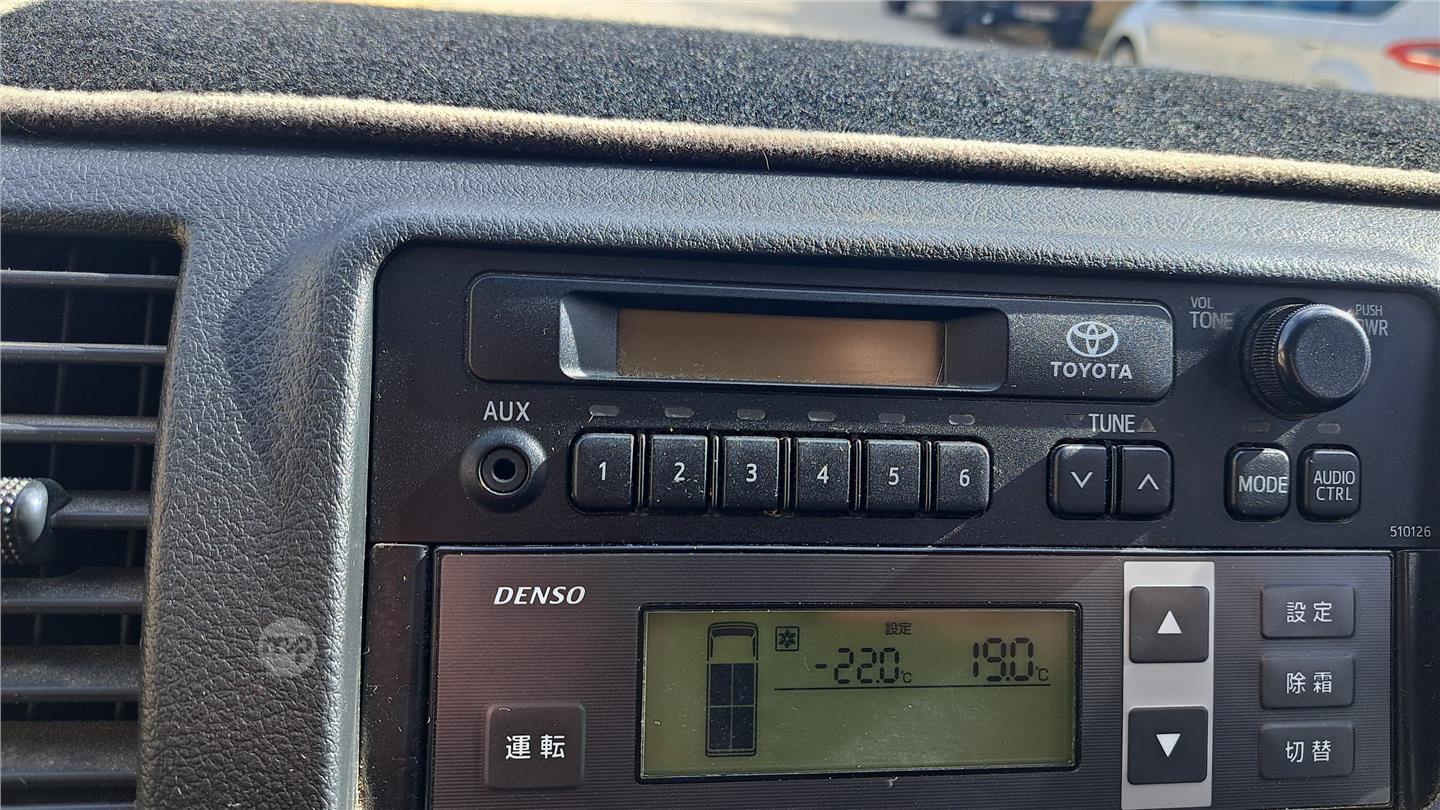 VOL
TONE
PUSH
PWR
TOYOTA
AUX
TUNE
1 2 3 4 5 6
MODE
AUDIO
CTRL
510126
DENSO
設定
-22.0℃ 19.0℃
運転
設定
除霜
切替